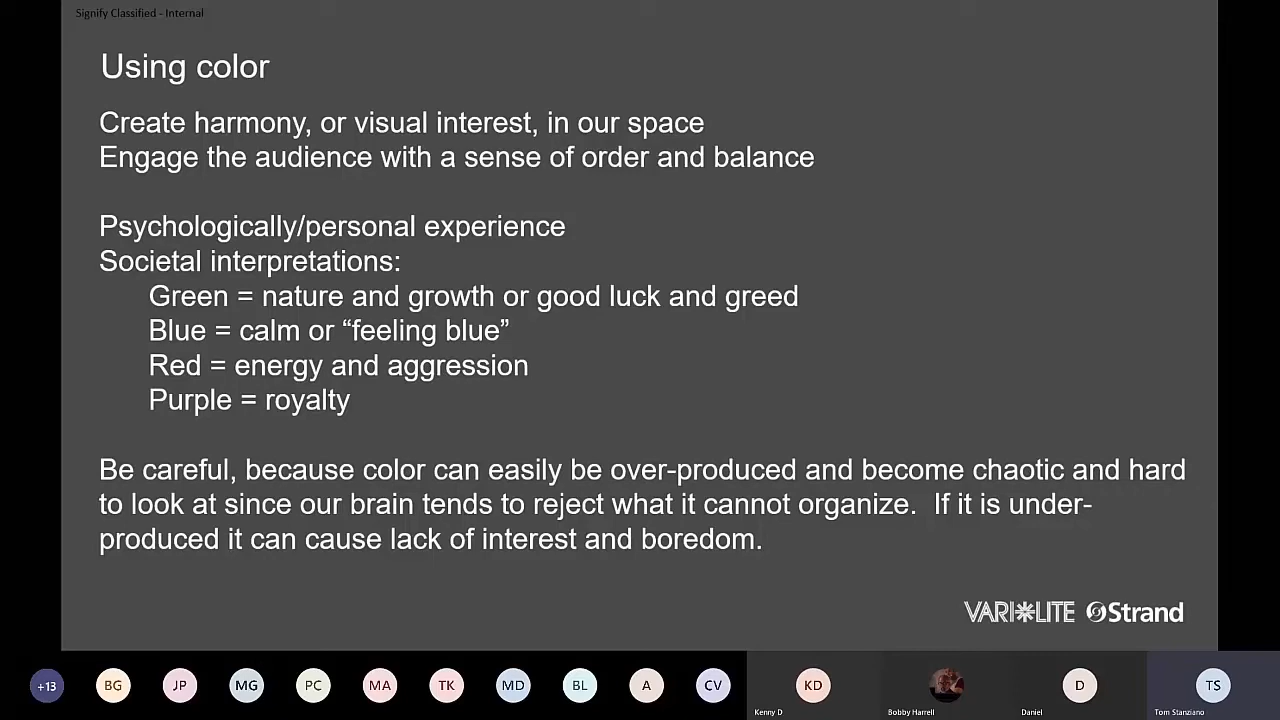 Signify Classified - Internal
Using color
Create harmony, or visual interest, in our space
Engage the audience with a sense of order and balance
Psychologically/personal experience
Societal interpretations:
Green = nature and growth or good luck and greed
Blue = calm or “feeling blue”
Red = energy and aggression
Purple = royalty
Be careful, because color can easily be over-produced and become chaotic and hard
to look at since our brain tends to reject what it cannot organize.  If it is under-
produced it can cause lack of interest and boredom.
VARI*LITE Strand
+13 BG JP MG PC MA TK MD BL A CV KD D TS
Kenny D Bobby Harrell Daniel Tom Stanziano